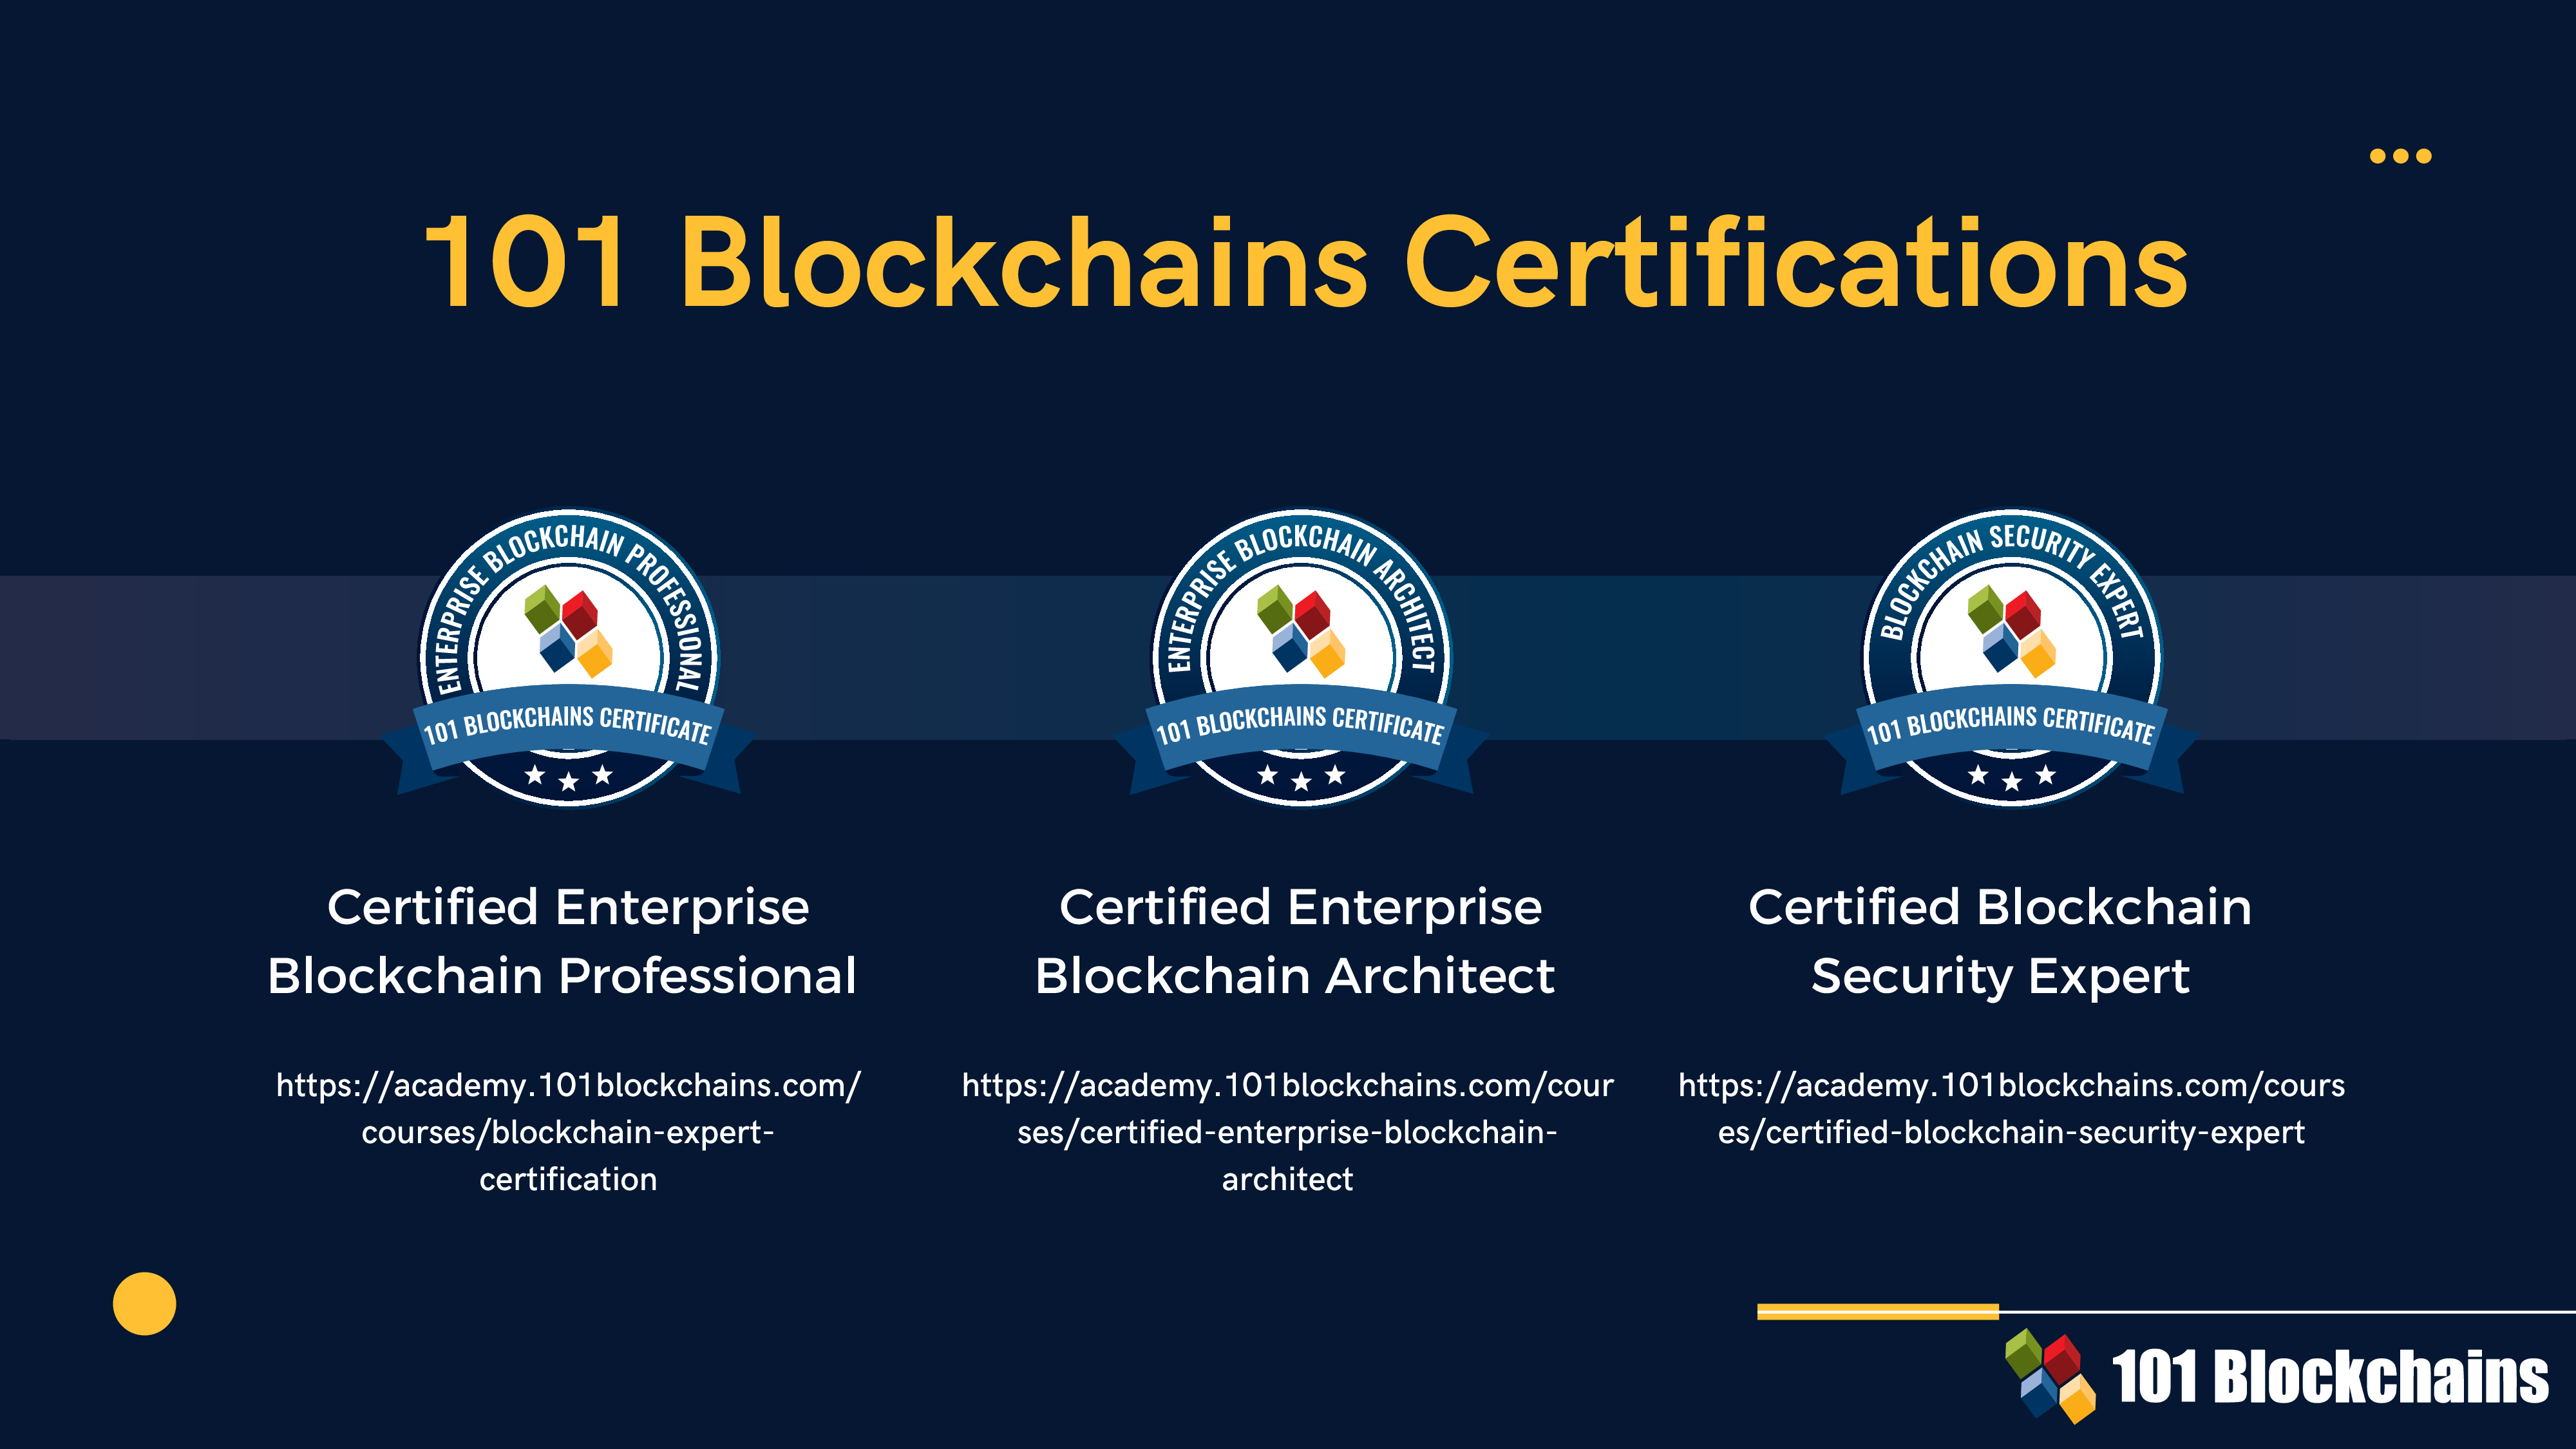 101 Blockchains Certifications
ENTERPRISE BLOCKCHAIN PROFESSIONAL
101 BLOCKCHAINS CERTIFICATE
ENTERPRISE BLOCKCHAIN ARCHITECT
101 BLOCKCHAINS CERTIFICATE
BLOCKCHAIN SECURITY EXPERT
101 BLOCKCHAINS CERTIFICATE
Certified Enterprise
Blockchain Professional
https://academy.101blockchains.com/
courses/blockchain-expert-
certification
Certified Enterprise
Blockchain Architect
https://academy.101blockchains.com/cour
ses/certified-enterprise-blockchain-
architect
Certified Blockchain
Security Expert
https://academy.101blockchains.com/cours
es/certified-blockchain-security-expert
101 Blockchains